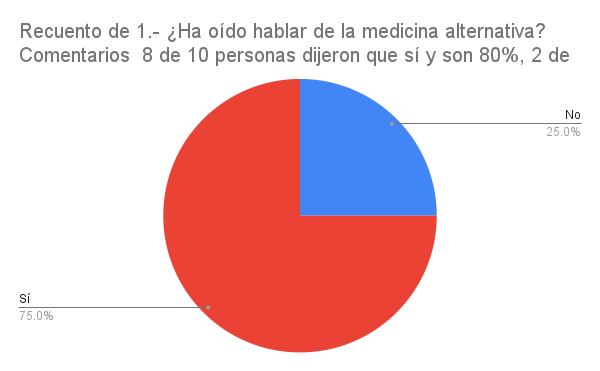 Recuento de 1.- ¿Ha oído hablar de la medicina alternativa?
Comentarios  8 de 10 personas dijeron que sí y son 80%, 2 de
No
25.0%
Sí
75.0%